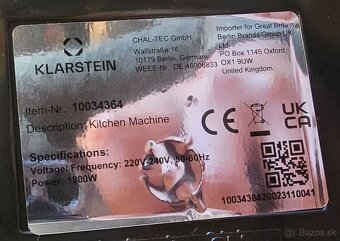 KLARSTEIN
CHAL-TEC GmbH
Wallstraße 16,
10179 Berlin, Germany
WEEE-Nr.: DE 46906833
Importer for Great Britain
Berlin Brands Group UK
Ltd
PO Box 1145 Oxford,
OX1 9UW
United Kingdom
Item-Nr.: 10034364
Description: Kitchen Machine
Specifications:
Voltage/ Frequency: 220V-240V, 50-60Hz
Power: 1800W
CE
UK
CA
1003436420023110041
Bazos.sk